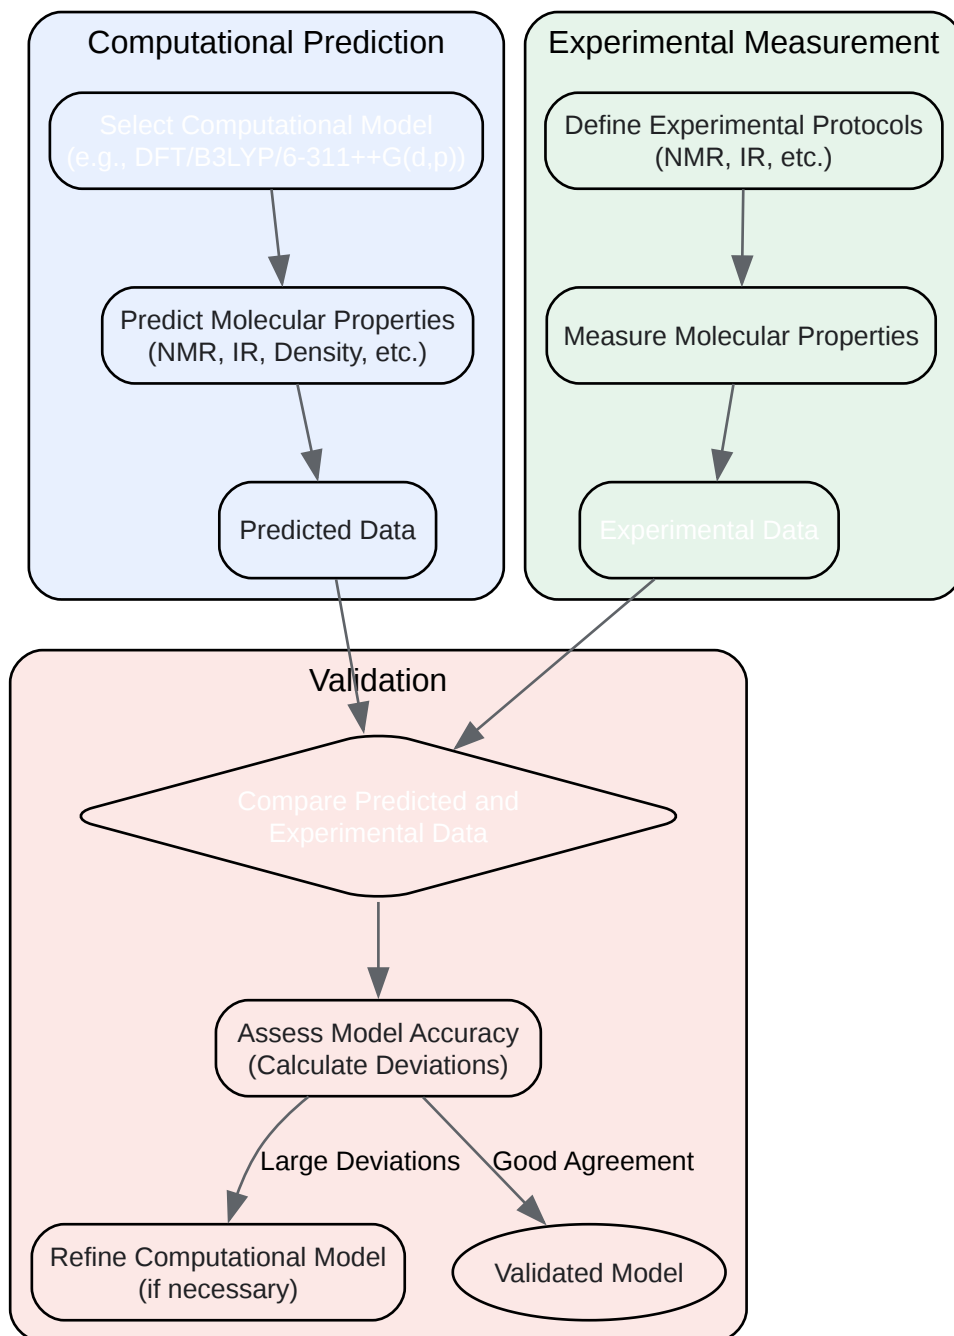 Computational Prediction
Select Computational Model
(e.g., DFT/B3LYP/6-311++G(d,p))
Predict Molecular Properties
(NMR, IR, Density, etc.)
Predicted Data
Experimental Measurement
Define Experimental Protocols
(NMR, IR, etc.)
Measure Molecular Properties
Experimental Data
Validation
Compare Predicted and
Experimental Data
Assess Model Accuracy
(Calculate Deviations)
Large Deviations
Good Agreement
Refine Computational Model
(if necessary)
Validated Model